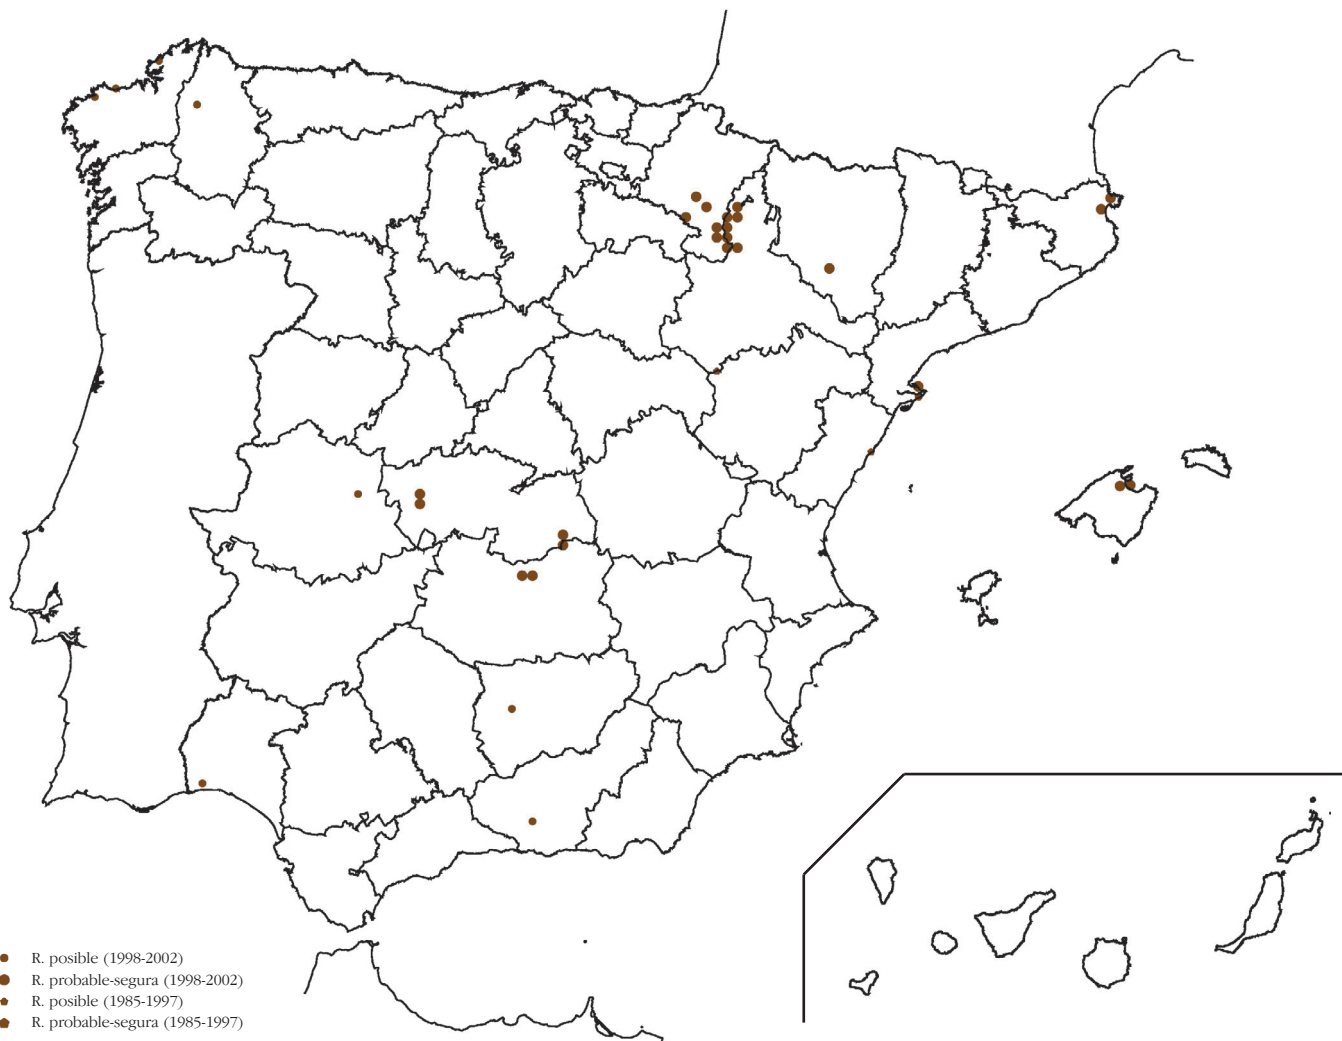 R. posible (1998-2002)
R. probable-segura (1998-2002)
R. posible (1985-1997)
R. probable-segura (1985-1997)